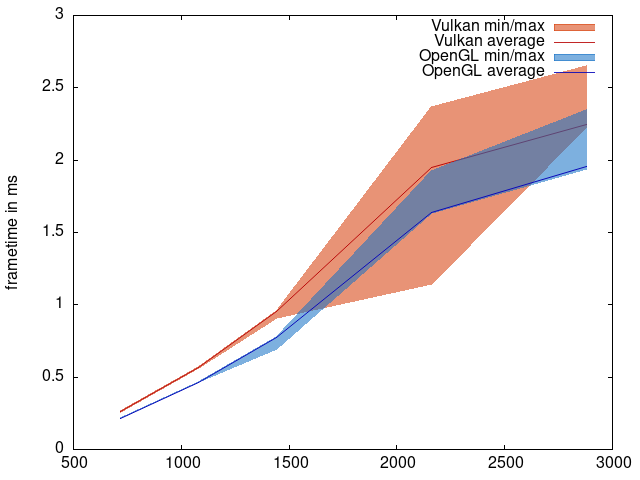 3
Vulkan min/max
Vulkan average
OpenGL min/max
OpenGL average
2.5
2
frametime in ms
1.5
1
0.5
0
500 1000 1500 2000 2500 3000